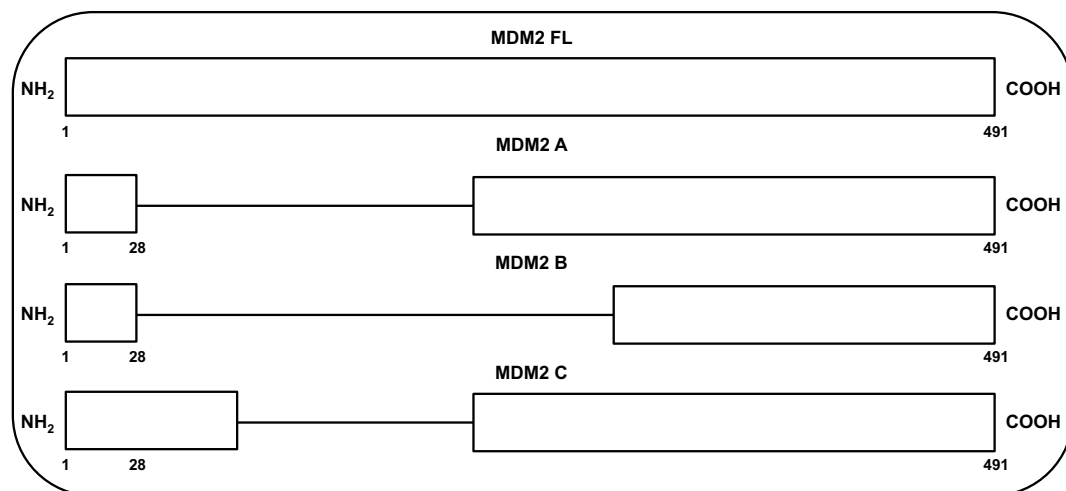 MDM2 FL
NH₂ COOH
1 491
MDM2 A
NH₂ COOH
1 28 491
MDM2 B
NH₂ COOH
1 28 491
MDM2 C
NH₂ COOH
1 28 491